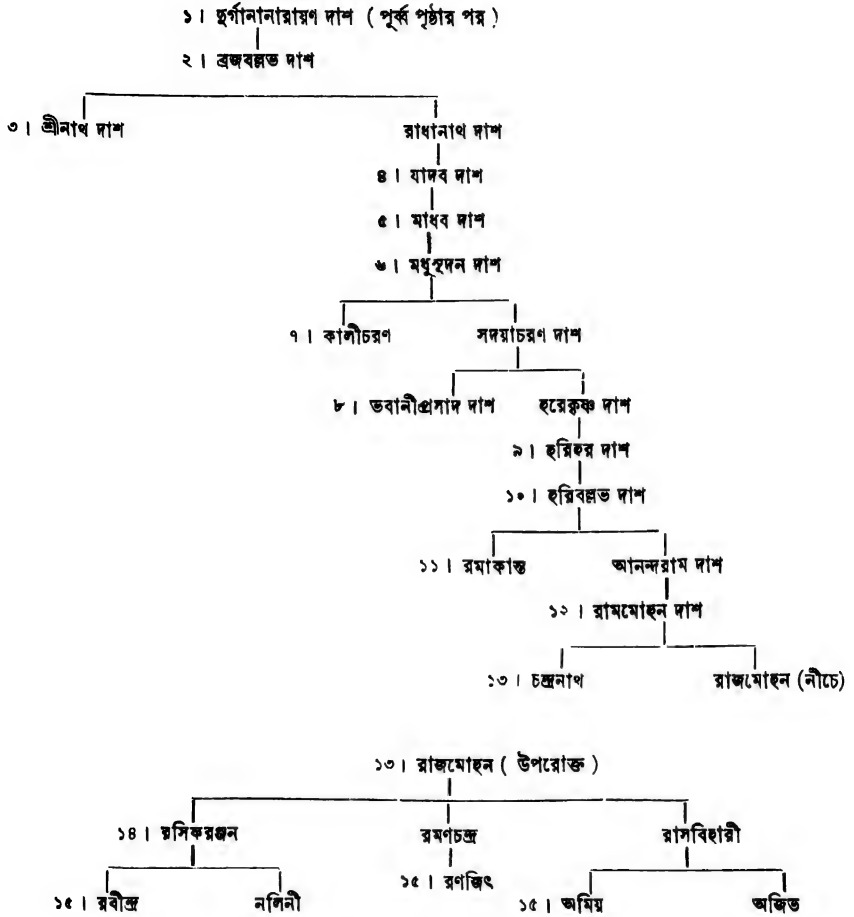 ১। দুর্গানানারায়ণ দাশ ( পূর্ব্ব পৃষ্ঠার পর )
২। ব্রজবল্লভ দাশ
৩। শ্রীনাথ দাশ রাধানাথ দাশ
৪। যাদব দাশ
৫। মাধব দাশ
৬। মধুসূদন দাশ
৭। কালীচরণ সদয়াচরণ দাশ
৮। ভবানীপ্রসাদ দাশ হরেকৃষ্ণ দাশ
৯। হরিহর দাশ
১০। হরিবল্লভ দাশ
১১। রমাকান্ত আনন্দরাম দাশ
১২। রামমোহন দাশ
১৩। চন্দ্রনাথ রাজমোহন (নীচে)
১৩। রাজমোহন ( উপরোক্ত )
১৪। রসিকরঞ্জন রমণচন্দ্র রাসবিহারী
১৫। রবীন্দ্র নলিনী ১৫। রণজিৎ ১৫। অমিয় অজিত